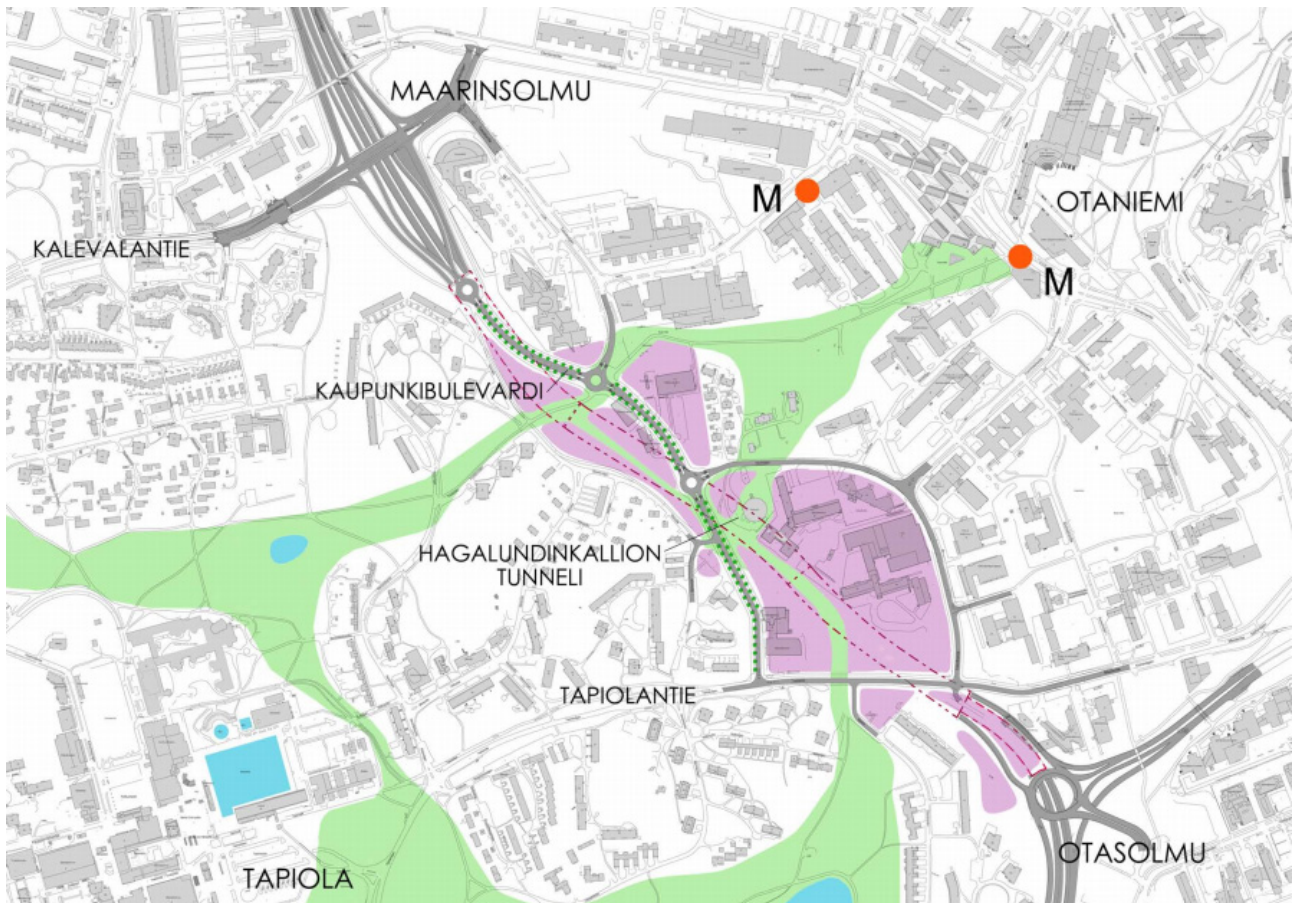 MAARINSOLMU
M
OTANIEMI
KALEVALANTIE
M
KAUPUNKIBULEVARDI
HAGALUNDINKALLION
TUNNELI
TAPIOLANTIE
OTASOLMU
TAPIOLA